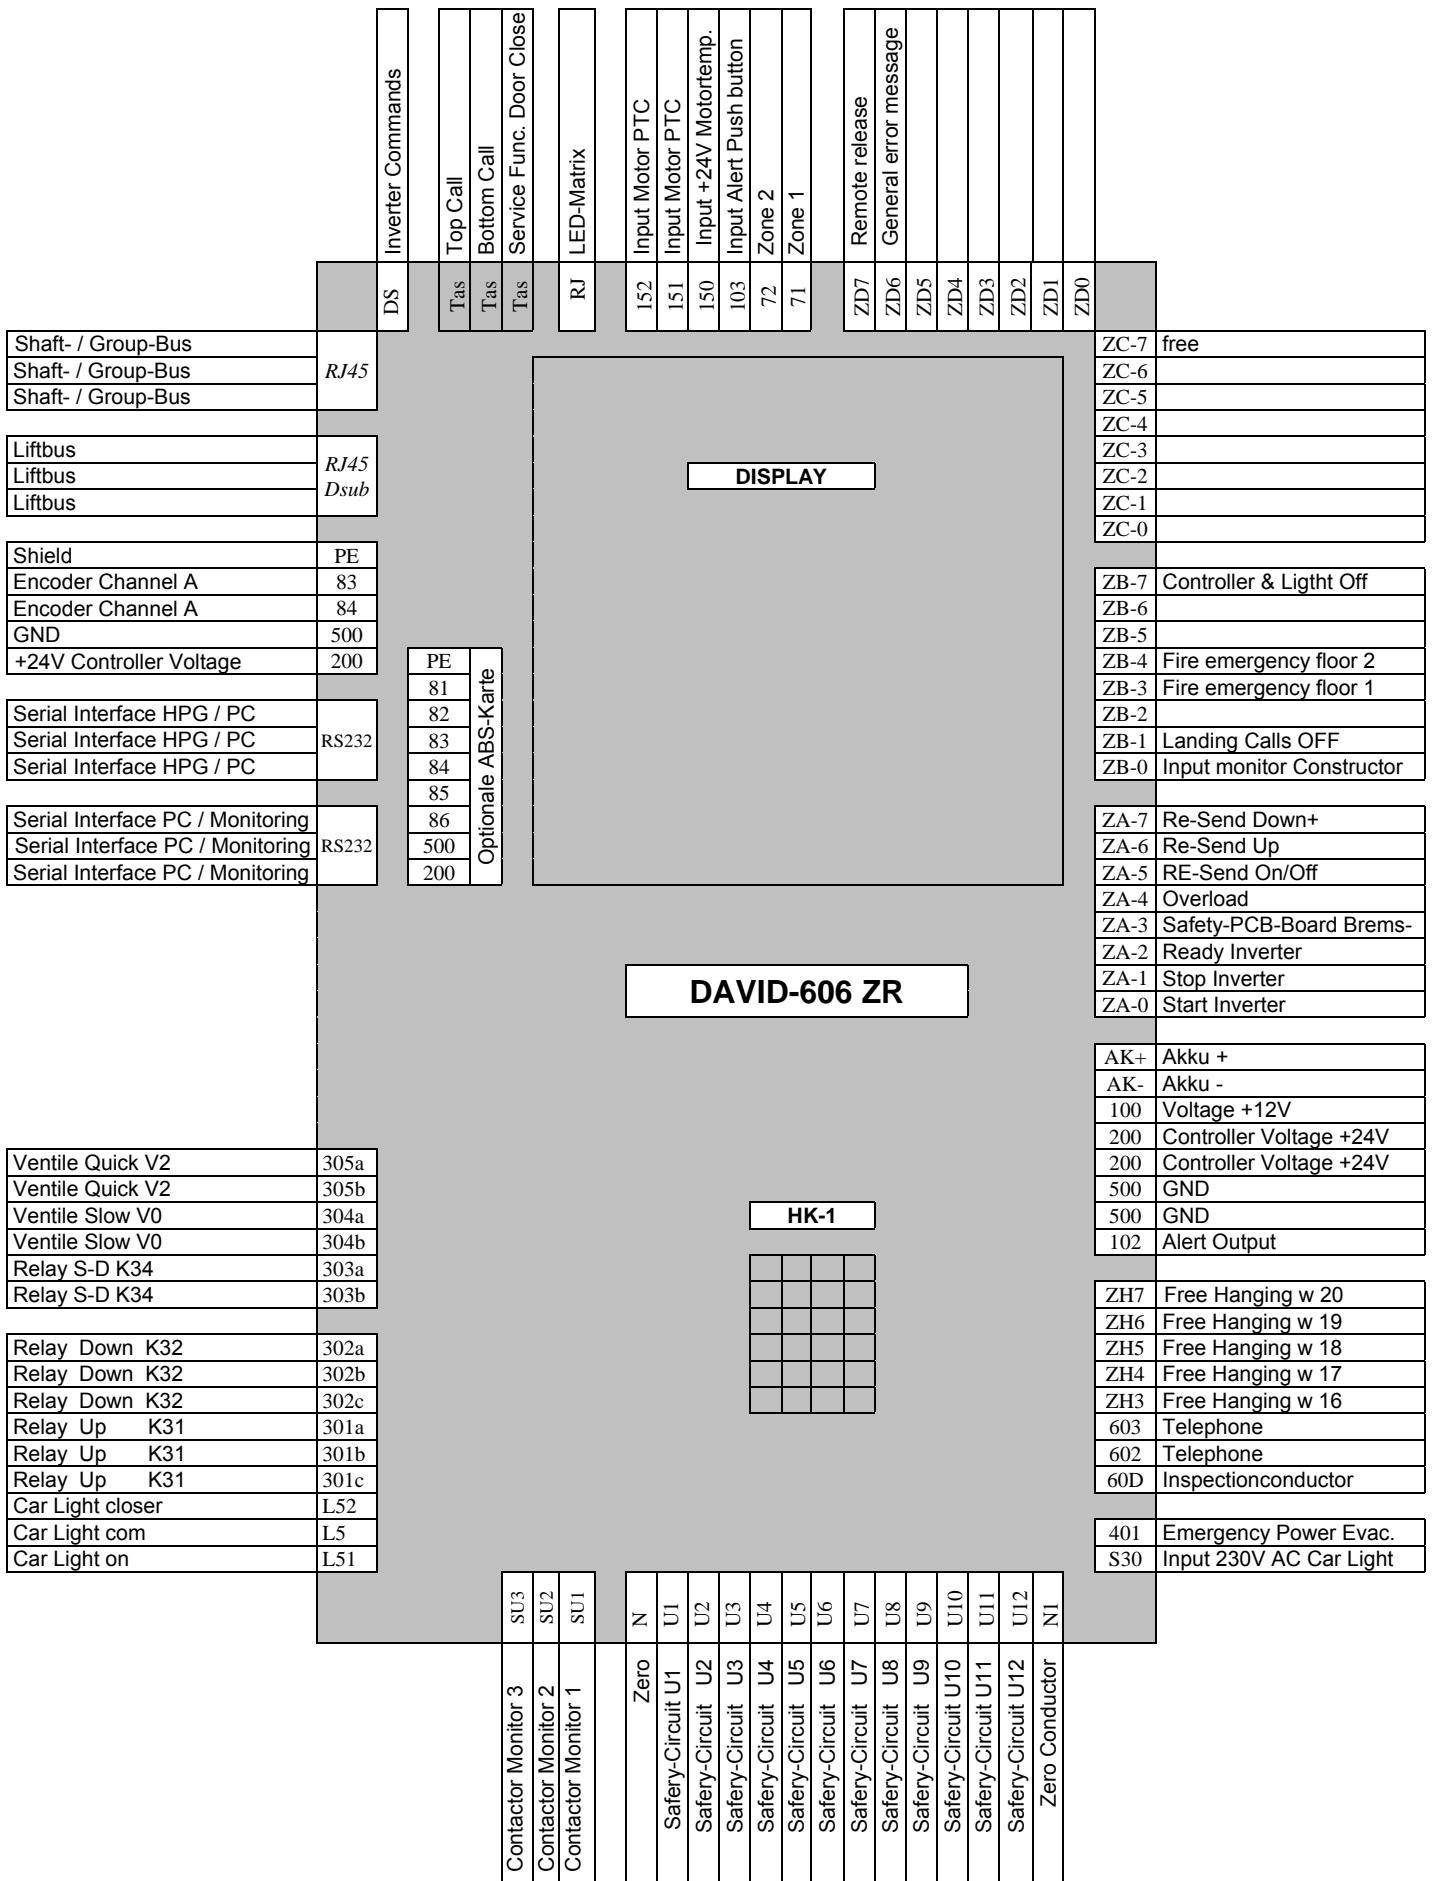 Inverter Commands
Top Call
Bottom Call
Service Func. Door Close
LED-Matrix
Input Motor PTC
Input Motor PTC
Input +24V Motortemp.
Input Alert Push button
Zone 2
Zone 1
Remote release
General error message
DS
Tas
Tas
Tas
RJ
152
151
150
103
72
71
ZD7
ZD6
ZD5
ZD4
ZD3
ZD2
ZD1
ZD0
Shaft- / Group-Bus
Shaft- / Group-Bus
Shaft- / Group-Bus
RJ45
Liftbus
Liftbus
Liftbus
RJ45
Dsub
Shield PE
Encoder Channel A 83
Encoder Channel A 84
GND 500
+24V Controller Voltage 200
Serial Interface HPG / PC
Serial Interface HPG / PC
Serial Interface HPG / PC
RS232
Serial Interface PC / Monitoring
Serial Interface PC / Monitoring
Serial Interface PC / Monitoring
RS232
PE
81
82
83
84
85
86
500
200
Optionale ABS-Karte
DISPLAY
DAVID-606 ZR
HK-1
ZC-7 free
ZC-6
ZC-5
ZC-4
ZC-3
ZC-2
ZC-1
ZC-0
ZB-7 Controller & Ligtht Off
ZB-6
ZB-5
ZB-4 Fire emergency floor 2
ZB-3 Fire emergency floor 1
ZB-2
ZB-1 Landing Calls OFF
ZB-0 Input monitor Constructor
ZA-7 Re-Send Down+
ZA-6 Re-Send Up
ZA-5 RE-Send On/Off
ZA-4 Overload
ZA-3 Safety-PCB-Board Brems-
ZA-2 Ready Inverter
ZA-1 Stop Inverter
ZA-0 Start Inverter
AK+ Akku +
AK- Akku -
100 Voltage +12V
200 Controller Voltage +24V
200 Controller Voltage +24V
500 GND
500 GND
102 Alert Output
ZH7 Free Hanging w 20
ZH6 Free Hanging w 19
ZH5 Free Hanging w 18
ZH4 Free Hanging w 17
ZH3 Free Hanging w 16
603 Telephone
602 Telephone
60D Inspectionconductor
401 Emergency Power Evac.
S30 Input 230V AC Car Light
Ventile Quick V2 305a
Ventile Quick V2 305b
Ventile Slow V0 304a
Ventile Slow V0 304b
Relay S-D K34 303a
Relay S-D K34 303b
Relay Down K32 302a
Relay Down K32 302b
Relay Down K32 302c
Relay Up K31 301a
Relay Up K31 301b
Relay Up K31 301c
Car Light closer L52
Car Light com L5
Car Light on L51
SU3
SU2
SU1
N
U1
U2
U3
U4
U5
U6
U7
U8
U9
U10
U11
U12
N1
Contactor Monitor 3
Contactor Monitor 2
Contactor Monitor 1
Zero
Safery-Circuit U1
Safery-Circuit U2
Safery-Circuit U3
Safery-Circuit U4
Safery-Circuit U5
Safery-Circuit U6
Safery-Circuit U7
Safery-Circuit U8
Safery-Circuit U9
Safery-Circuit U10
Safery-Circuit U11
Safery-Circuit U12
Zero Conductor